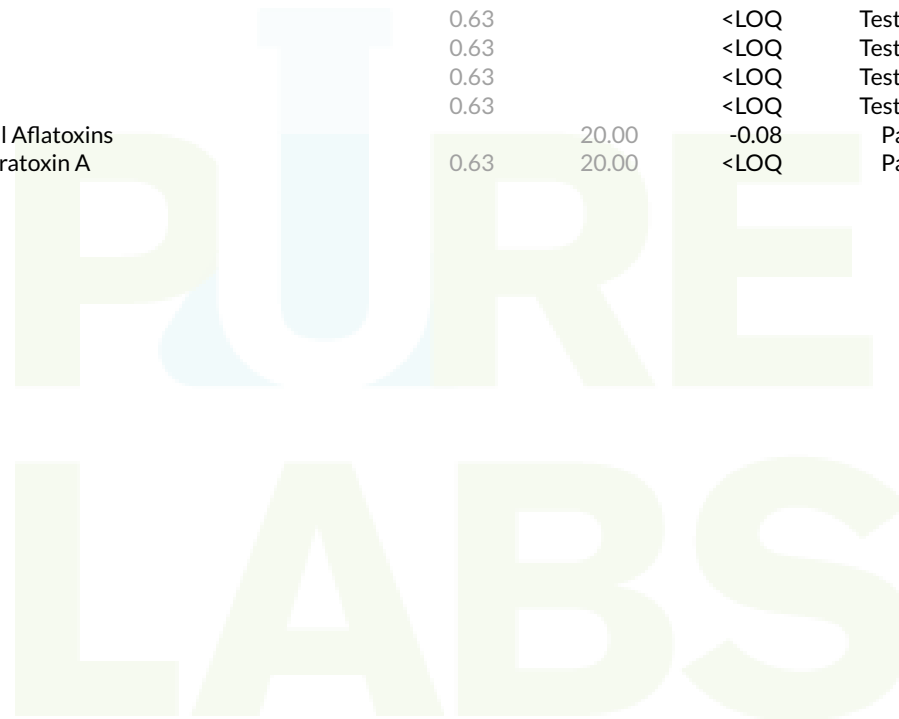 0.63 <LOQ Test
0.63 <LOQ Test
0.63 <LOQ Test
0.63 <LOQ Test
l Aflatoxins 20.00 -0.08 Pa
ratoxin A 0.63 20.00 <LOQ Pa
PURE
LABS